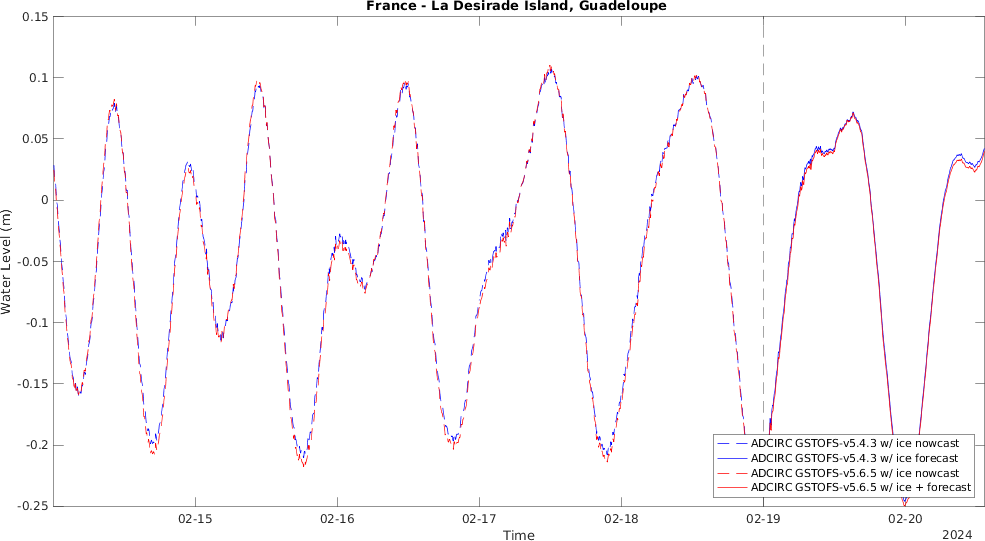 France - La Desirade Island, Guadeloupe
0.15
0.1
0.05
0
-0.05
-0.1
-0.15
-0.2
-0.25
Water Level (m)
ADCIRC GSTOFS-v5.4.3 w/ ice nowcast
ADCIRC GSTOFS-v5.4.3 w/ ice forecast
ADCIRC GSTOFS-v5.6.5 w/ ice nowcast
ADCIRC GSTOFS-v5.6.5 w/ ice + forecast
02-15 02-16 02-17 02-18 02-19 02-20
Time
2024